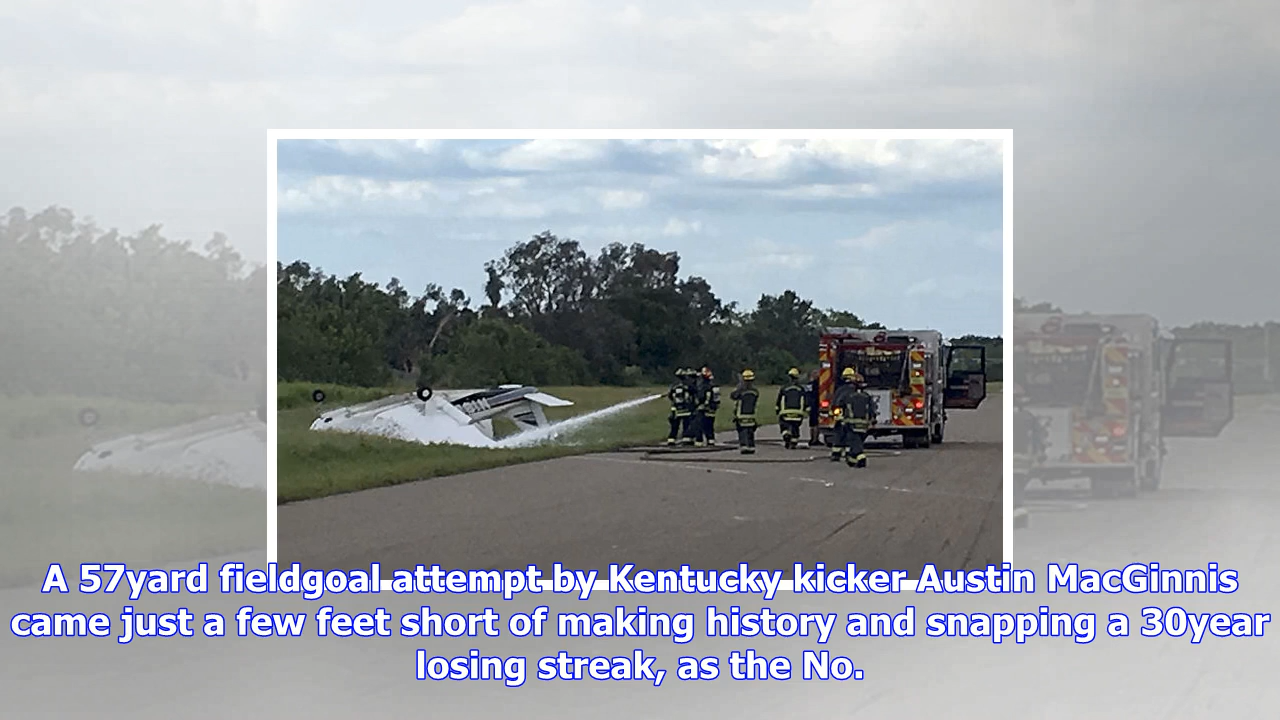 A 57yard fieldgoal attempt by Kentucky kicker Austin MacGinnis
came just a few feet short of making history and snapping a 30year
losing streak, as the No.